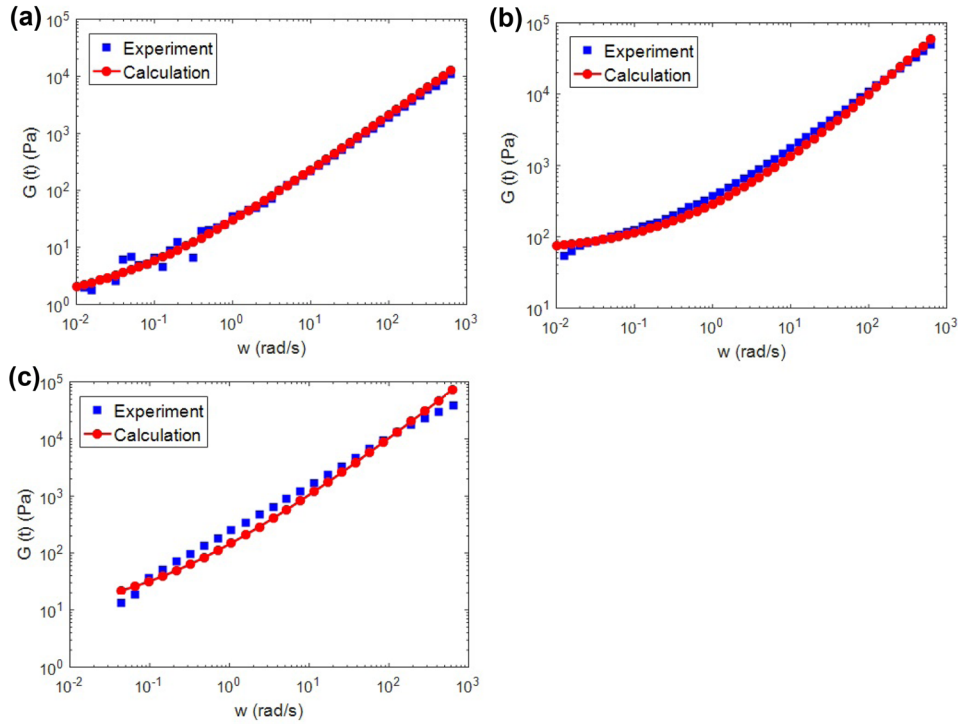 (a)
G (t) (Pa)
10^5
10^4
10^3
10^2
10^1
10^0
Experiment
Calculation
10^-2
10^-1
10^0
10^1
10^2
10^3
w (rad/s)
(b)
G (t) (Pa)
10^5
10^4
10^3
10^2
10^1
Experiment
Calculation
10^-2
10^-1
10^0
10^1
10^2
10^3
w (rad/s)
(c)
G (t) (Pa)
10^5
10^4
10^3
10^2
10^1
10^0
Experiment
Calculation
10^-2
10^-1
10^0
10^1
10^2
10^3
w (rad/s)